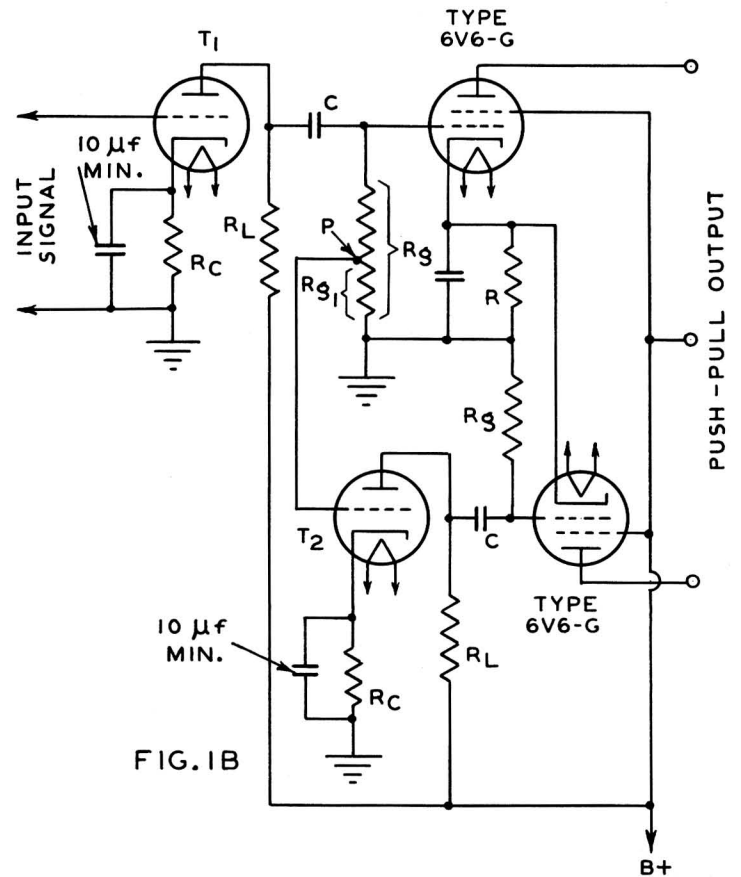 TYPE
6V6-G
T1
C
10 μf
MIN.
INPUT
SIGNAL
RC
RL
P
Rg
Rg1
R
PUSH-PULL OUTPUT
Rg
T2
C
TYPE
6V6-G
10 μf
MIN.
RC
RL
FIG. 1B
B+